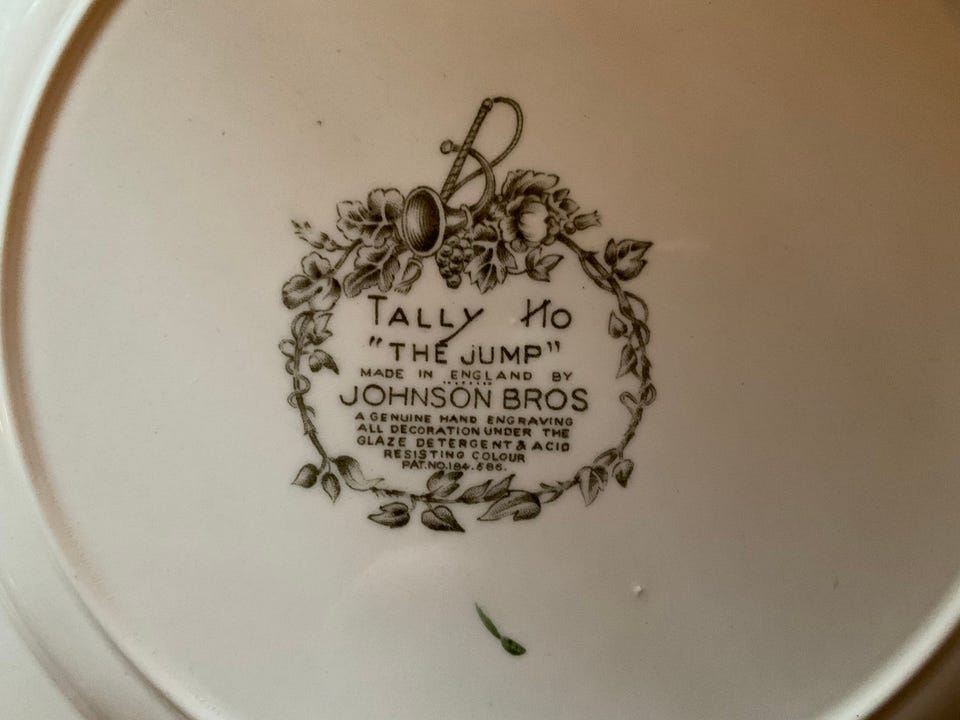 TALLY HO
"THE JUMP"
MADE IN ENGLAND BY
JOHNSON BROS
A GENUINE HAND ENGRAVING
ALL DECORATION UNDER THE
GLAZE DETERGENT & ACID
RESISTING COLOUR
PAT. NO. 184.586.